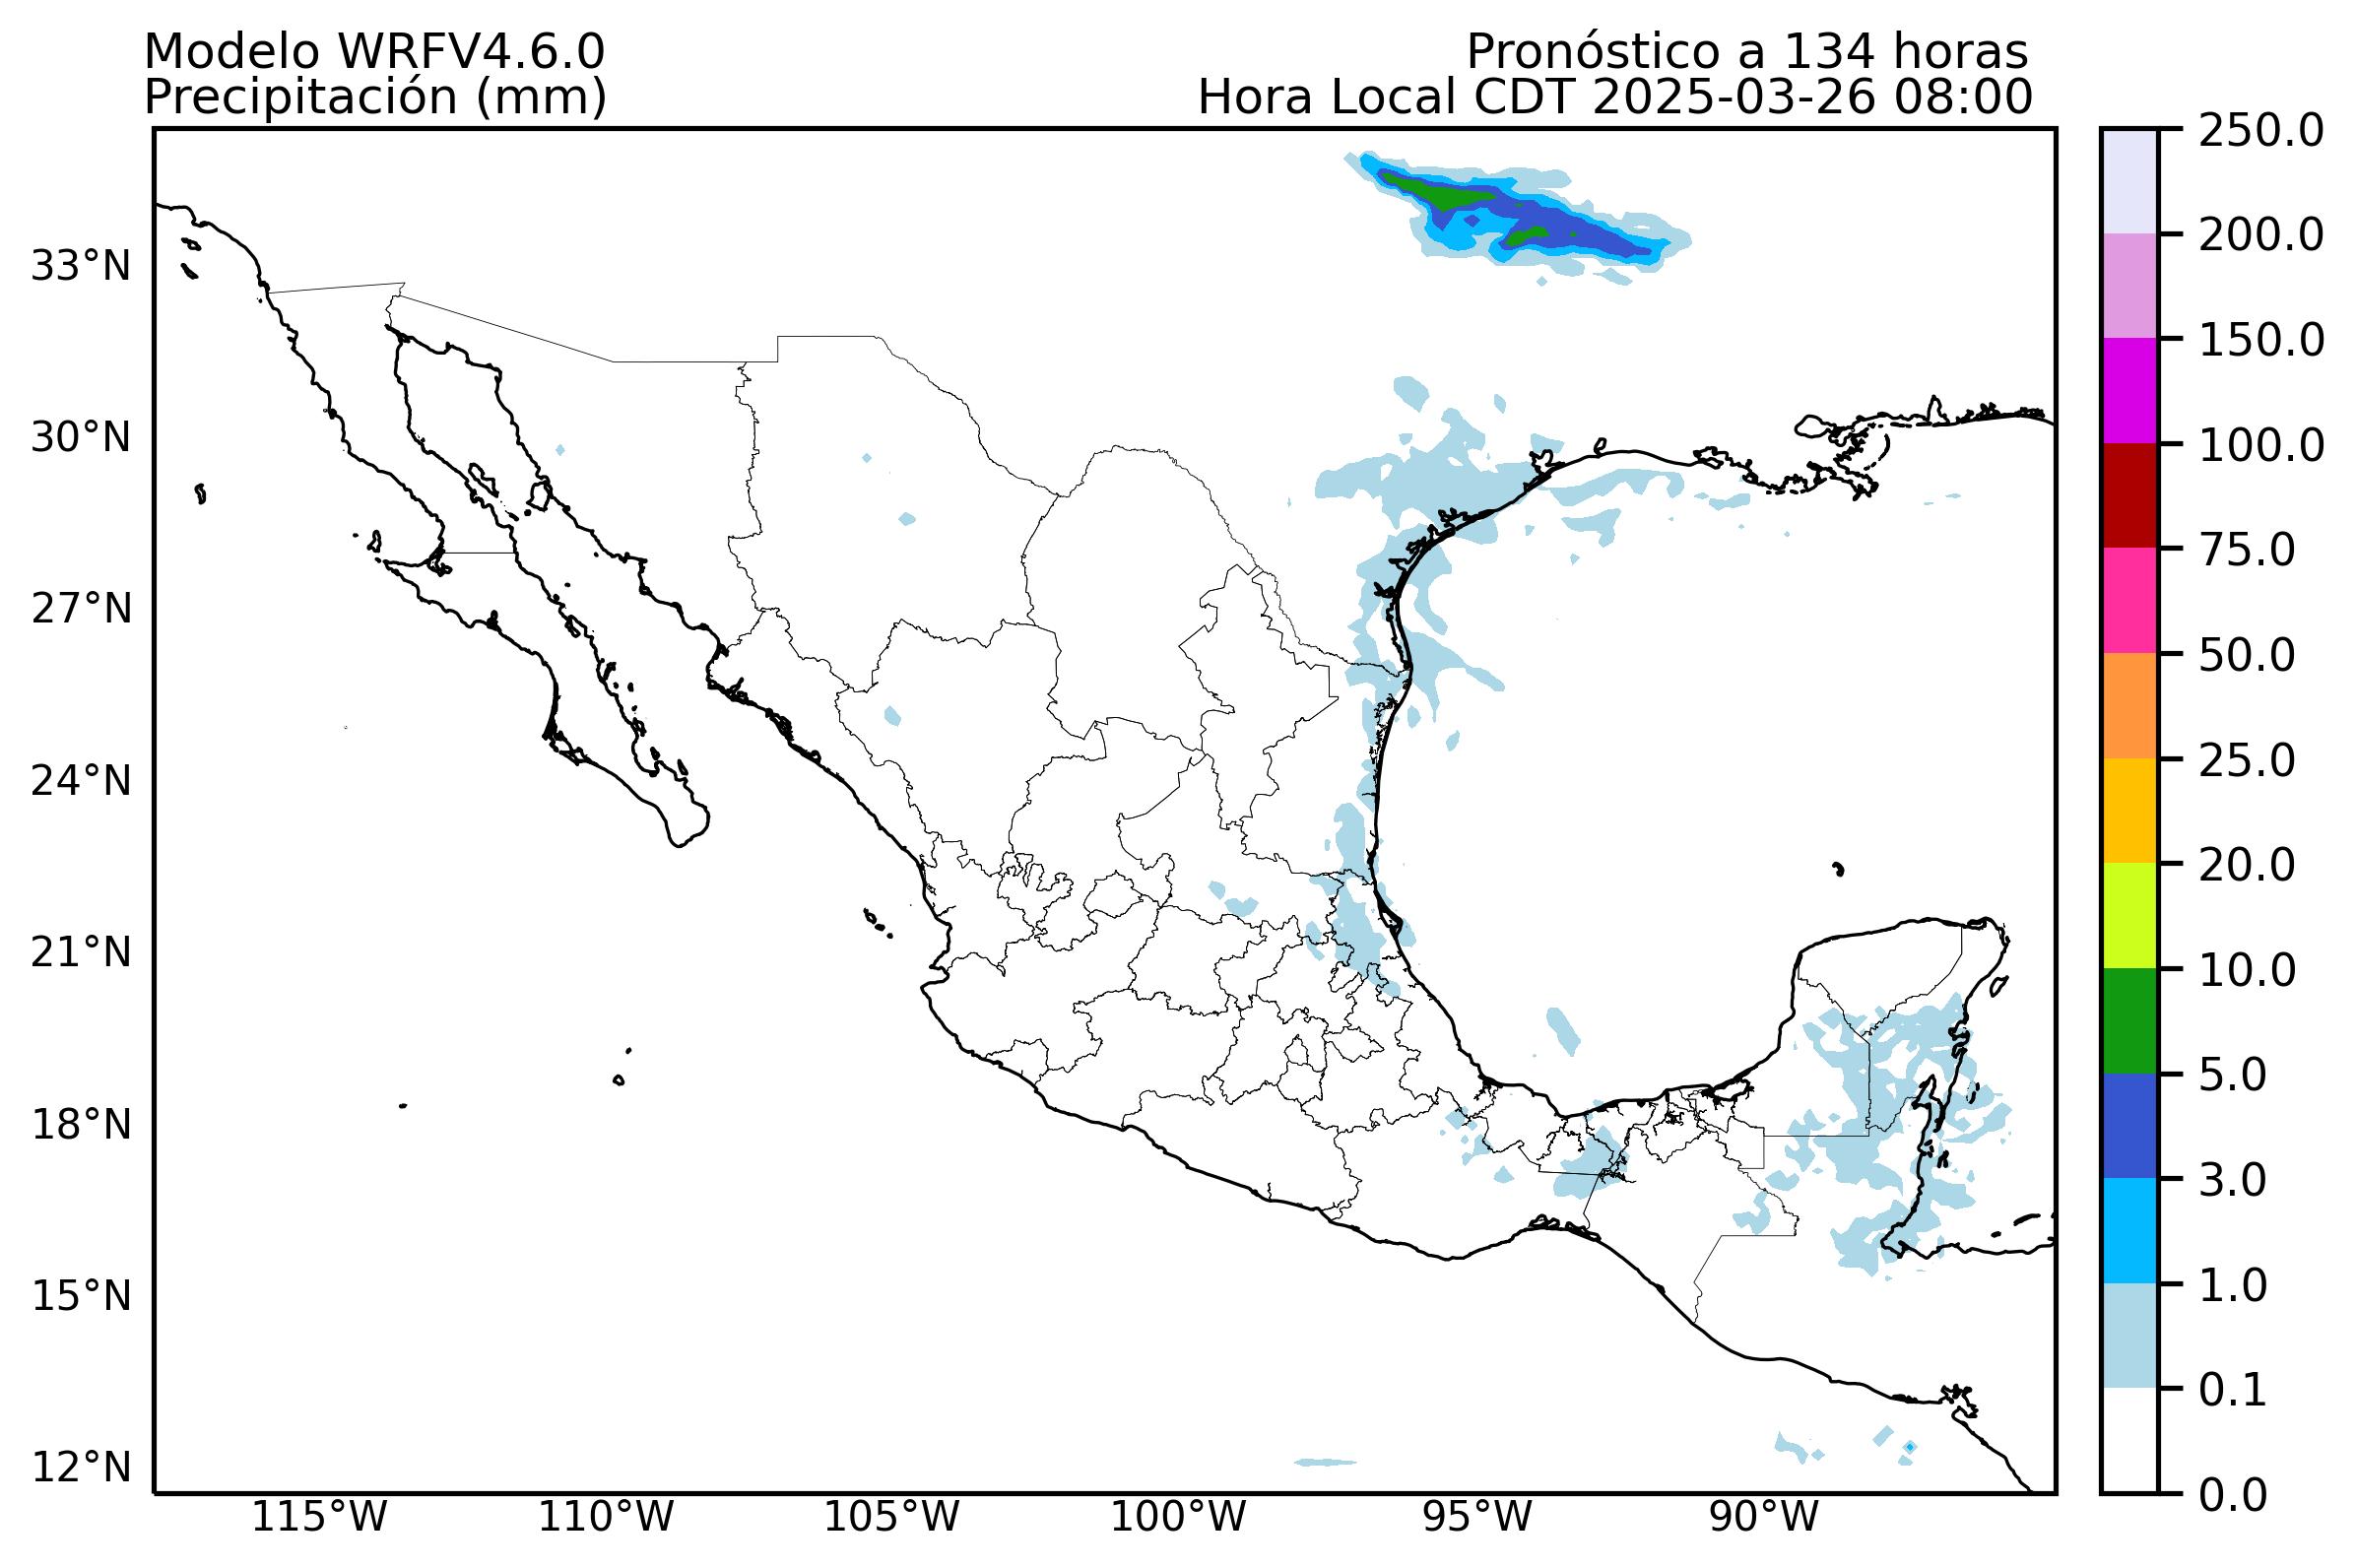 Modelo WRFV4.6.0
Precipitación (mm)
Pronóstico a 134 horas
Hora Local CDT 2025-03-26 08:00
33°N
30°N
27°N
24°N
21°N
18°N
15°N
12°N
115°W
110°W
105°W
100°W
95°W
90°W
250.0
200.0
150.0
100.0
75.0
50.0
25.0
20.0
10.0
5.0
3.0
1.0
0.1
0.0